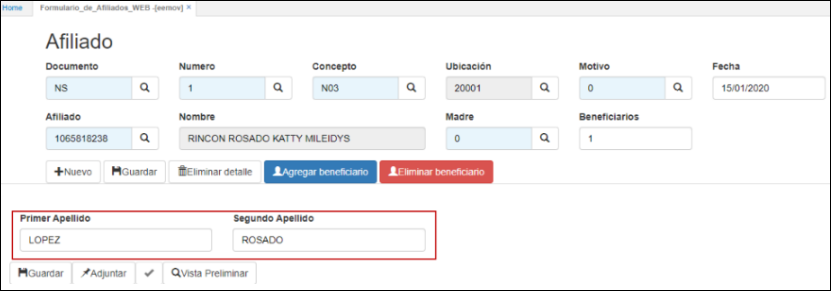 Home Formulario_de_Afiliados_WEB -[eemov] ×
Afiliado
Documento Numero Concepto Ubicación Motivo Fecha
NS 1 N03 20001 0 15/01/2020
Afiliado Nombre Madre Beneficiarios
1065818238 RINCON ROSADO KATTY MILEIDYS 0 1
Nuevo Guardar Eliminar detalle Agregar beneficiario Eliminar beneficiario
Primer Apellido Segundo Apellido
LOPEZ ROSADO
Guardar Adjuntar Vista Preliminar